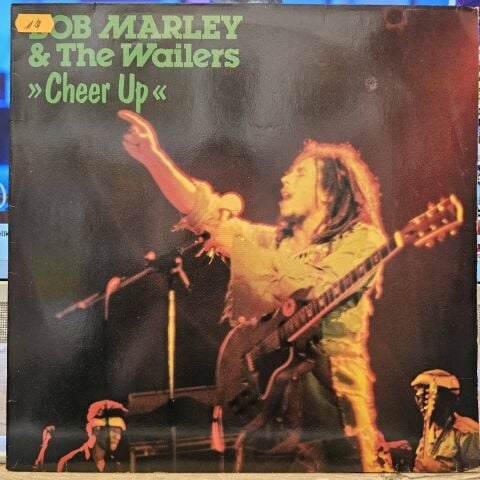 BOB MARLEY
& The Wailers
»Cheer Up«